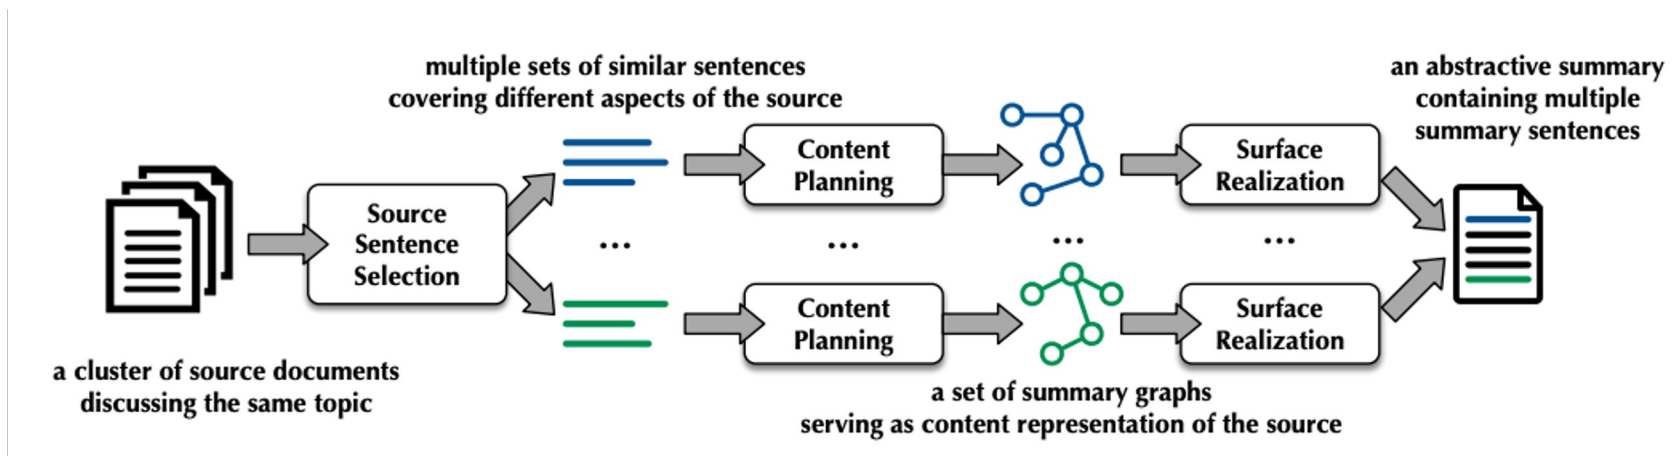 multiple sets of similar sentences
covering different aspects of the source
an abstractive summary
containing multiple
summary sentences
Content
Planning
Surface
Realization
Source
Sentence
Selection
...
...
...
...
Content
Planning
Surface
Realization
a cluster of source documents
discussing the same topic
a set of summary graphs
serving as content representation of the source